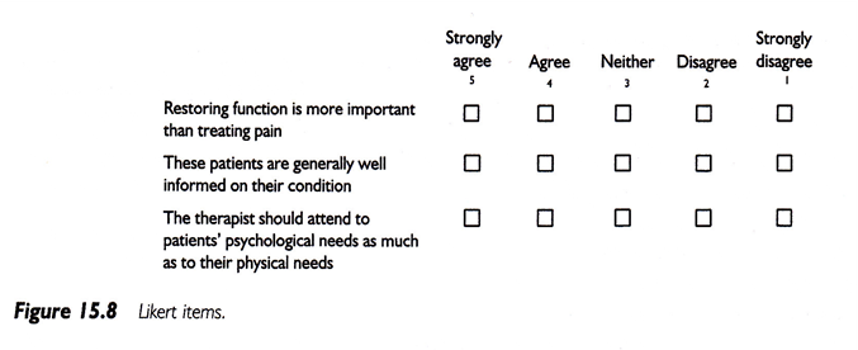 Strongly agree 5
Agree 4
Neither 3
Disagree 2
Strongly disagree 1
Restoring function is more important
than treating pain
These patients are generally well
informed on their condition
The therapist should attend to
patients' psychological needs as much
as to their physical needs
Figure 15.8 Likert items.